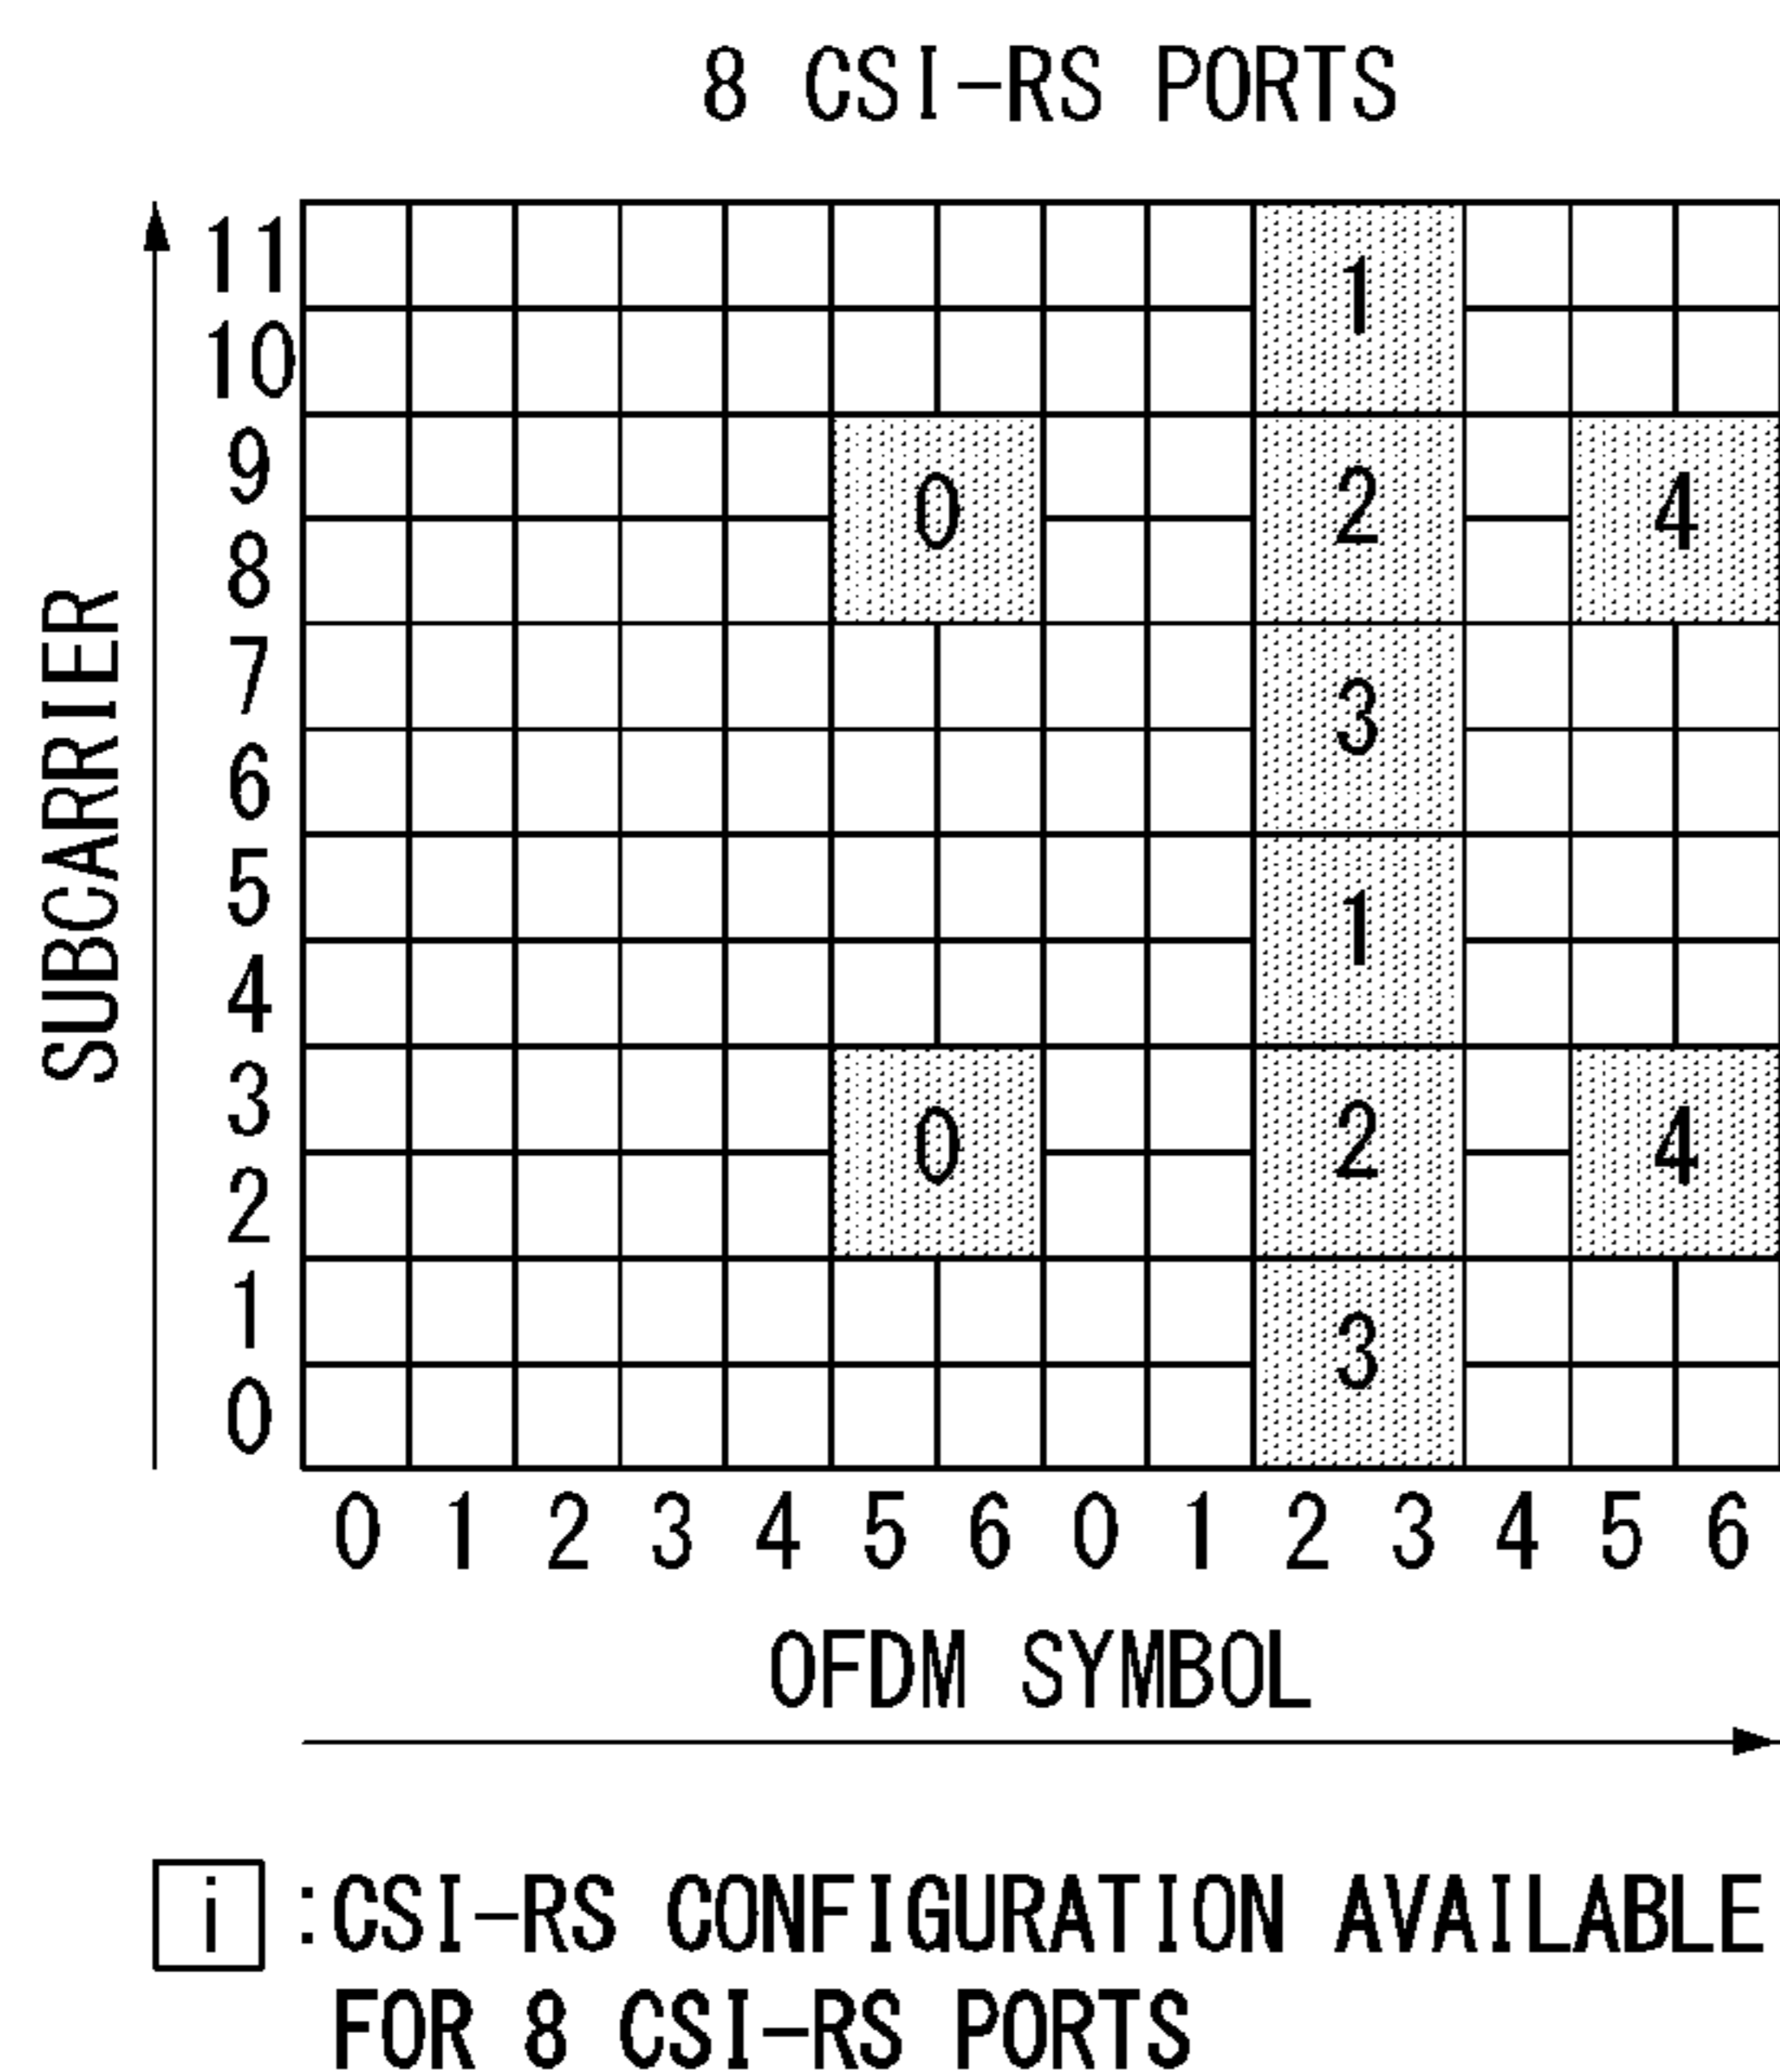 8 CSI-RS PORTS
11
1
10
9
0 2 4
8
7
3
6
5
1
4
3
0 2 4
2
1
3
0
SUBCARRIER
0 1 2 3 4 5 6 0 1 2 3 4 5 6
OFDM SYMBOL
i :CSI-RS CONFIGURATION AVAILABLE
FOR 8 CSI-RS PORTS